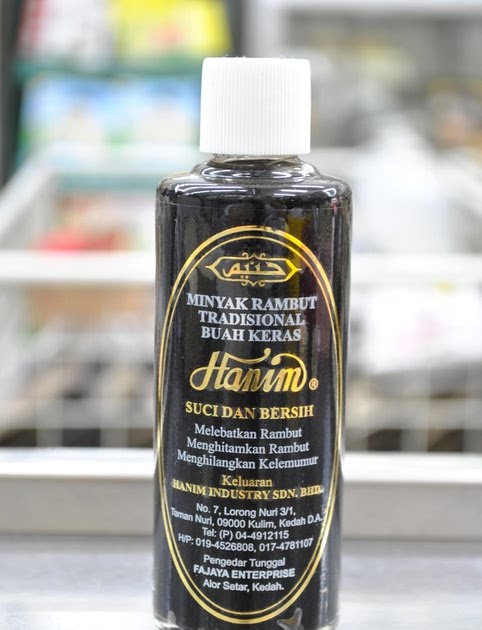 حنيم
MINYAK RAMBUT
TRADISIONAL
BUAH KERAS
Hanim®
SUCI DAN BERSIH
Melebatkan Rambut
Menghitamkan Rambut
Menghilangkan Kelemumur
Keluaran
HANIM INDUSTRY SDN. BHD.
No. 7, Lorong Nuri 3/1,
Taman Nuri, 09000 Kulim, Kedah D.A.
Tel: (P) 04-4912115
H/P: 019-4526808, 017-4781107
Pengedar Tunggal
FAJAYA ENTERPRISE
Alor Setar, Kedah.